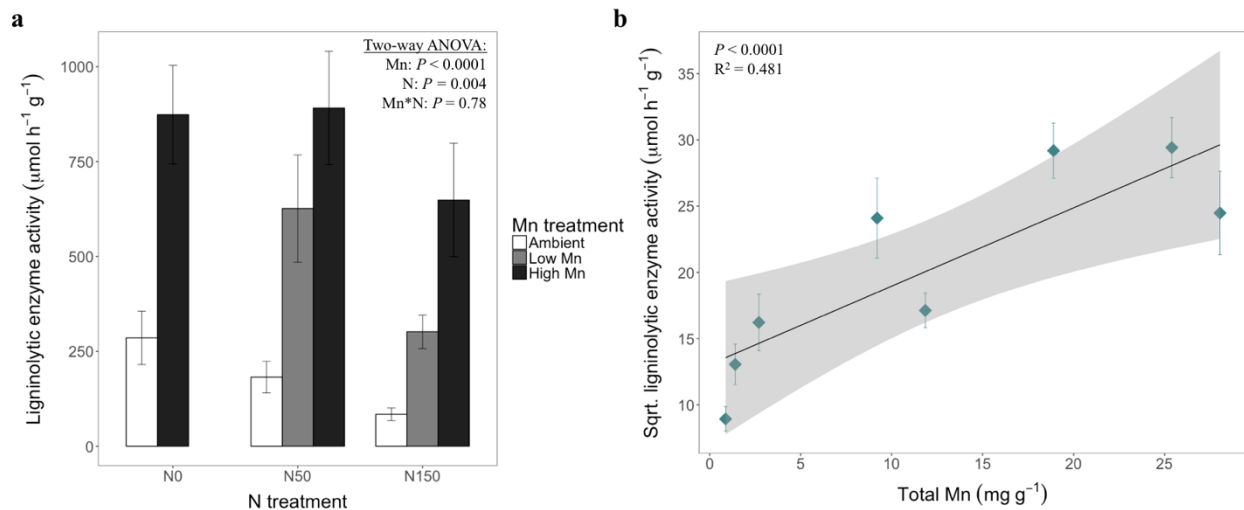 a
Ligninolytic enzyme activity (μmol h⁻¹ g⁻¹)
1000
750
500
250
0
Two-way ANOVA:
Mn: P < 0.0001
N: P = 0.004
Mn*N: P = 0.78
N0
N50
N150
N treatment
Mn treatment
Ambient
Low Mn
High Mn
b
Sqrt. ligninolytic enzyme activity (μmol h⁻¹ g⁻¹)
35
30
25
20
15
10
P < 0.0001
R² = 0.481
0
5
10
15
20
25
Total Mn (mg g⁻¹)